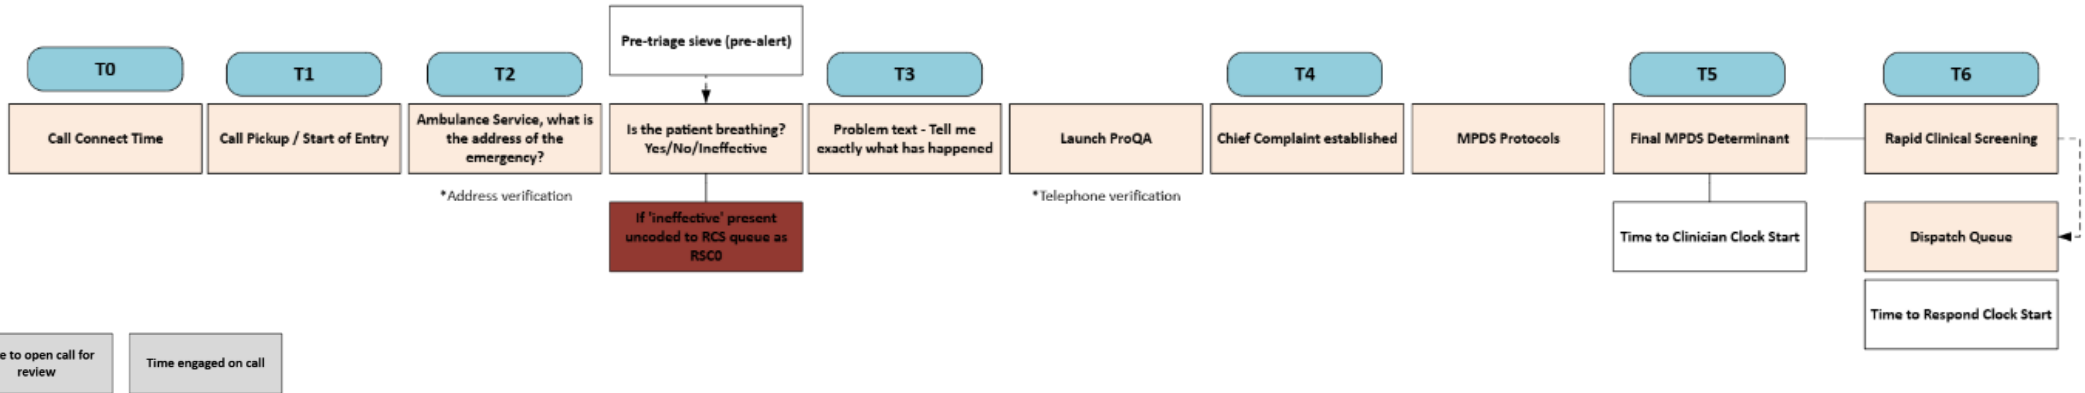 Pre-triage sieve (pre-alert)
T0
T1
T2
T3
T4
T5
T6
Call Connect Time
Call Pickup / Start of Entry
Ambulance Service, what is
the address of the
emergency?
Is the patient breathing?
Yes/No/Ineffective
Problem text - Tell me
exactly what has happened
Launch ProQA
Chief Complaint established
MPDS Protocols
Final MPDS Determinant
Rapid Clinical Screening
*Address verification
*Telephone verification
If 'ineffective' present
uncoded to RCS queue as
RSC0
Time to Clinician Clock Start
Dispatch Queue
Time to Respond Clock Start
e to open call for
review
Time engaged on call